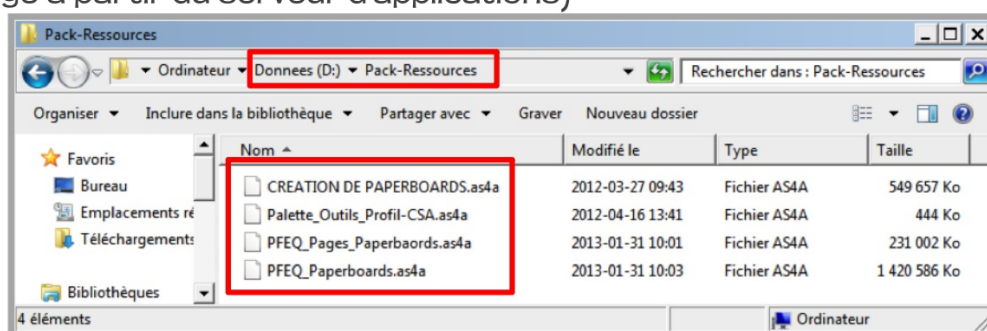 Pack-Ressources
Ordinateur Donnees (D:) Pack-Ressources Rechercher dans : Pack-Ressources
Organiser Inclure dans la bibliothèque Partager avec Graver Nouveau dossier
Favoris
Bureau
Emplacements ré
Téléchargements
Bibliothèques
Nom Modifié le Type Taille
CREATION DE PAPERBOARDS.as4a 2012-03-27 09:43 Fichier AS4A 549 657 Ko
Palette_Outils_Profil-CSA.as4a 2012-04-16 13:41 Fichier AS4A 444 Ko
PFEQ_Pages_Paperbaords.as4a 2013-01-31 10:01 Fichier AS4A 231 002 Ko
PFEQ_Paperboards.as4a 2013-01-31 10:03 Fichier AS4A 1 420 586 Ko
4 éléments Ordinateur